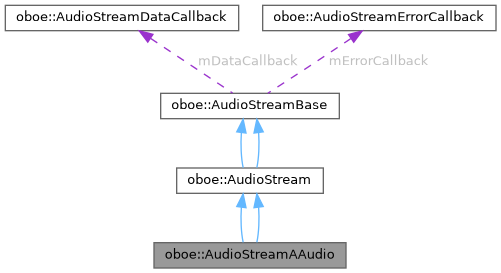 oboe::AudioStreamDataCallback
oboe::AudioStreamErrorCallback
mDataCallback
mErrorCallback
oboe::AudioStreamBase
oboe::AudioStream
oboe::AudioStreamAAudio